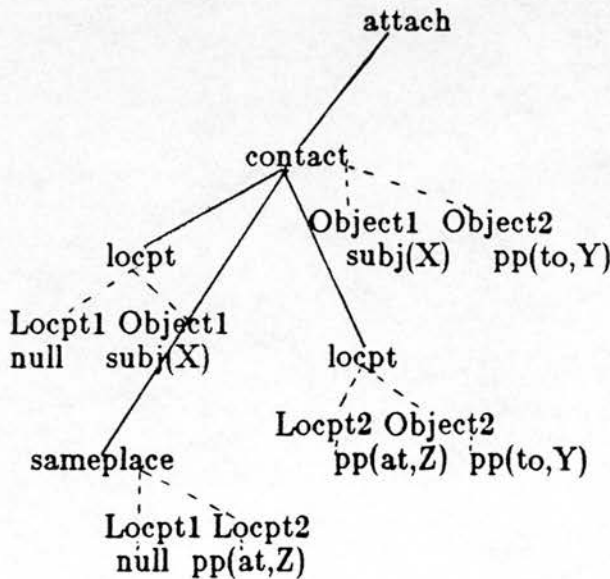 attach
contact
Object1 Object2
subj(X) pp(to,Y)
locpt
Locpt1 Object1
null subj(X)
locpt
Locpt2 Object2
pp(at,Z) pp(to,Y)
sameplace
Locpt1 Locpt2
null pp(at,Z)